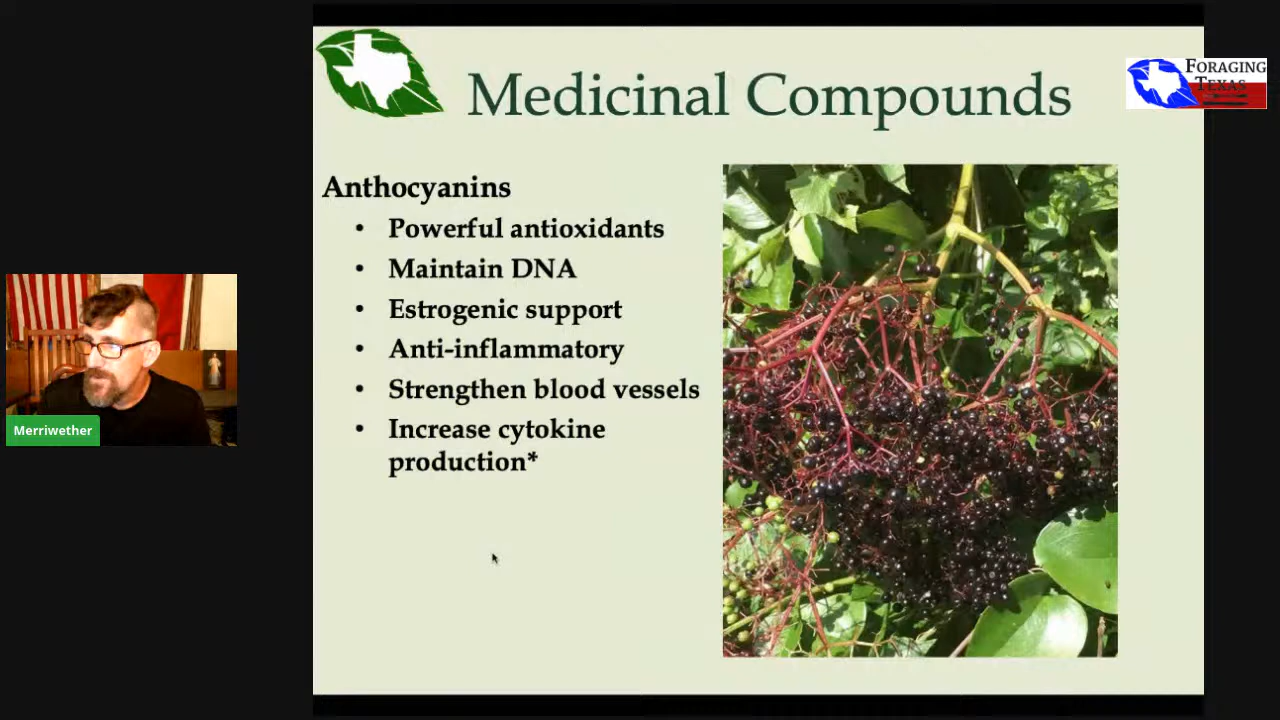 Medicinal Compounds
FORAGING
TEXAS
Anthocyanins
• Powerful antioxidants
• Maintain DNA
• Estrogenic support
• Anti-inflammatory
• Strengthen blood vessels
• Increase cytokine
production*
Merriwether